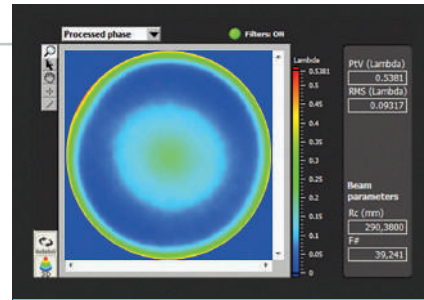 Processed phase
Filters: ON
Lambda
0.5381
0.5
0.45
0.4
0.35
0.3
0.25
0.2
0.15
0.1
0.05
0
PtV (Lambda)
0.5381
RMS (Lambda)
0.09317
Beam
parameters
Rc (mm)
290,3800
F#
39,241